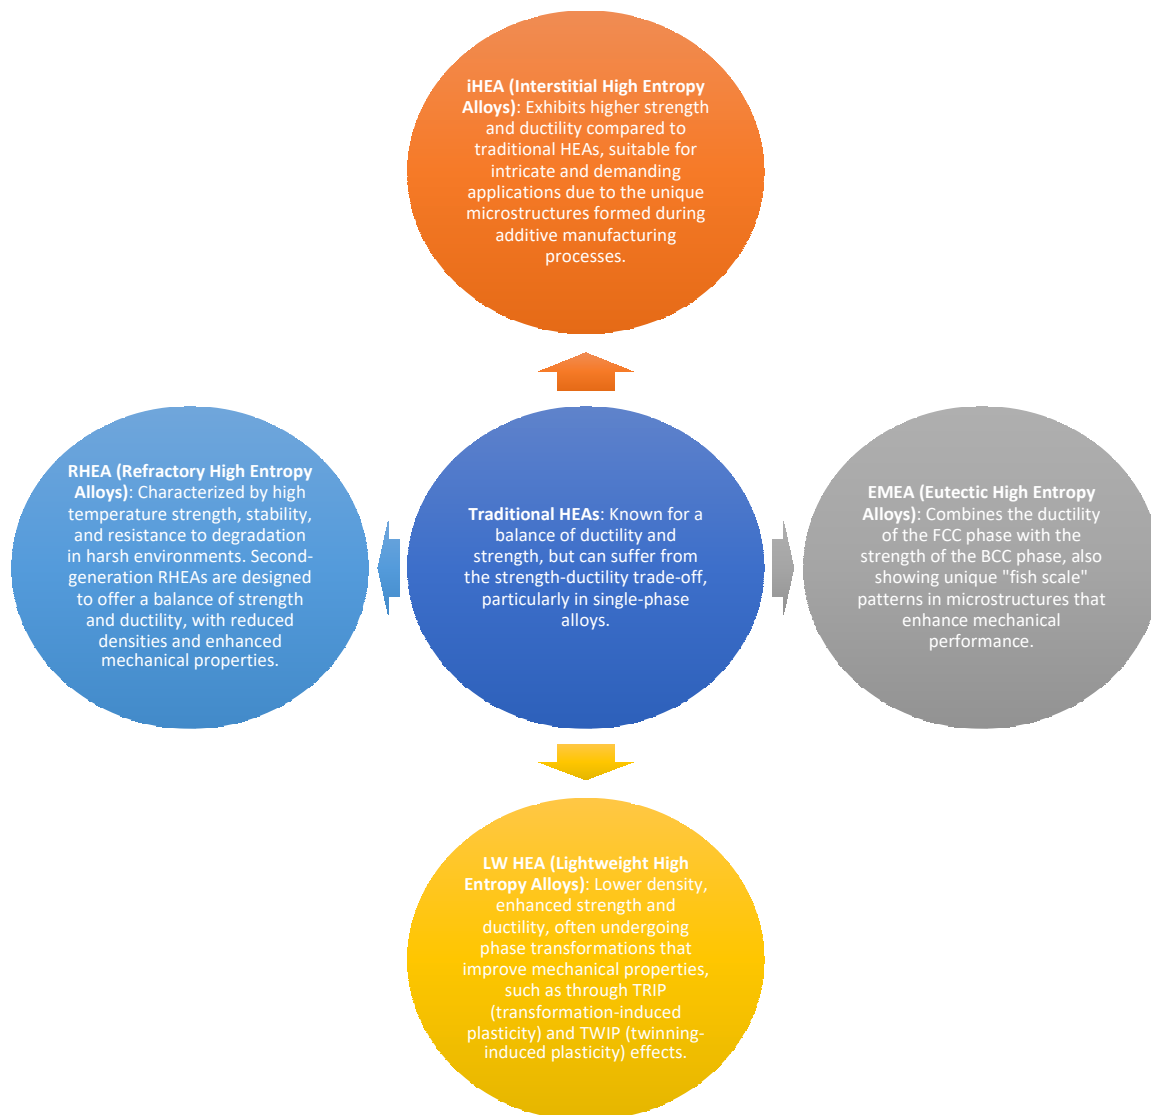 iHEA (Interstitial High Entropy
Alloys): Exhibits higher strength
and ductility compared to
traditional HEAs, suitable for
intricate and demanding
applications due to the unique
microstructures formed during
additive manufacturing
processes.
RHEA (Refractory High Entropy
Alloys): Characterized by high
temperature strength, stability,
and resistance to degradation
in harsh environments. Second-
generation RHEAs are designed
to offer a balance of strength
and ductility, with reduced
densities and enhanced
mechanical properties.
Traditional HEAs: Known for a
balance of ductility and
strength, but can suffer from
the strength-ductility trade-off,
particularly in single-phase
alloys.
EMEA (Eutectic High Entropy
Alloys): Combines the ductility
of the FCC phase with the
strength of the BCC phase, also
showing unique "fish scale"
patterns in microstructures that
enhance mechanical
performance.
LW HEA (Lightweight High
Entropy Alloys): Lower density,
enhanced strength and
ductility, often undergoing
phase transformations that
improve mechanical properties,
such as through TRIP
(transformation-induced
plasticity) and TWIP (twinning-
induced plasticity) effects.